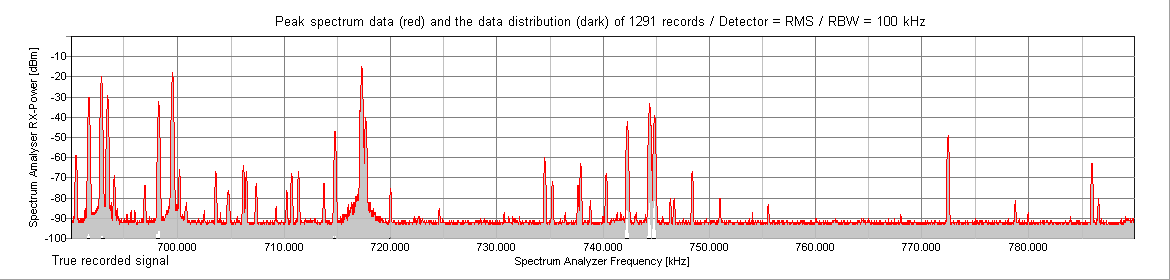 Peak spectrum data (red) and the data distribution (dark) of 1291 records / Detector = RMS / RBW = 100 kHz
Spectrum Analyser RX-Power [dBm]
-10
-20
-30
-40
-50
-60
-70
-80
-90
-100
700.000 710.000 720.000 730.000 740.000 750.000 760.000 770.000 780.000
True recorded signal
Spectrum Analyzer Frequency [kHz]